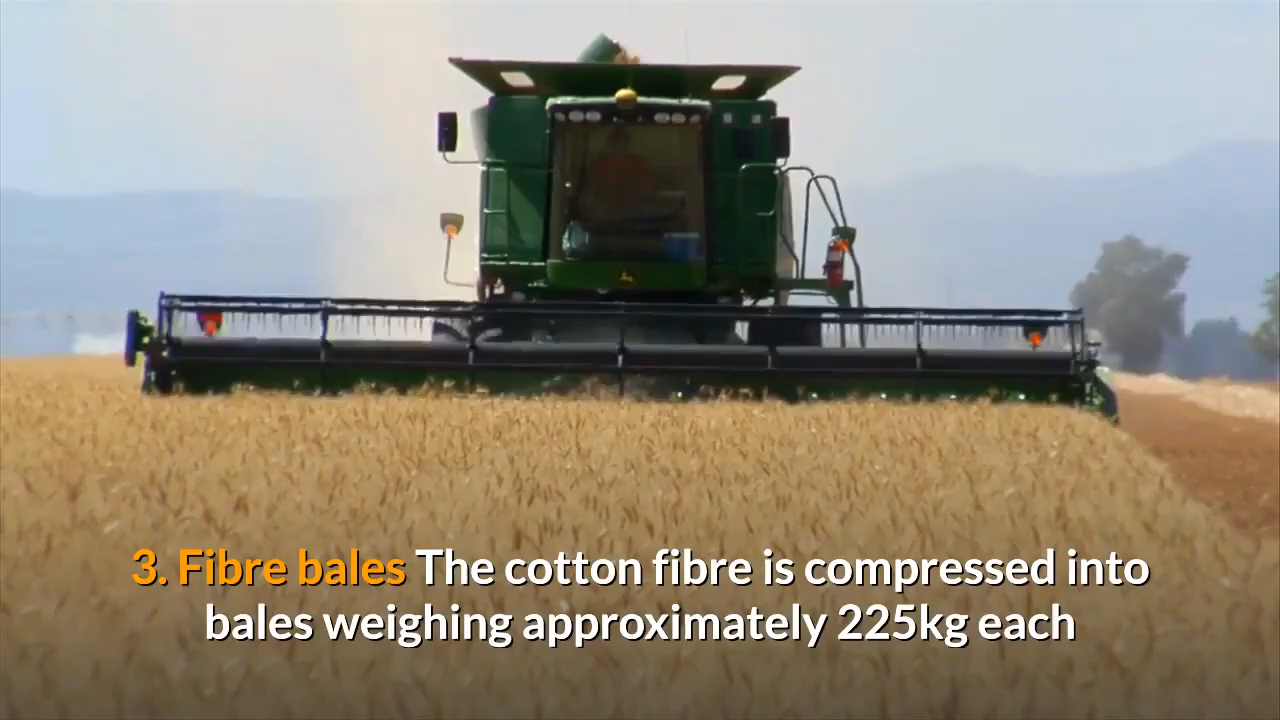 3. Fibre bales The cotton fibre is compressed into
bales weighing approximately 225kg each